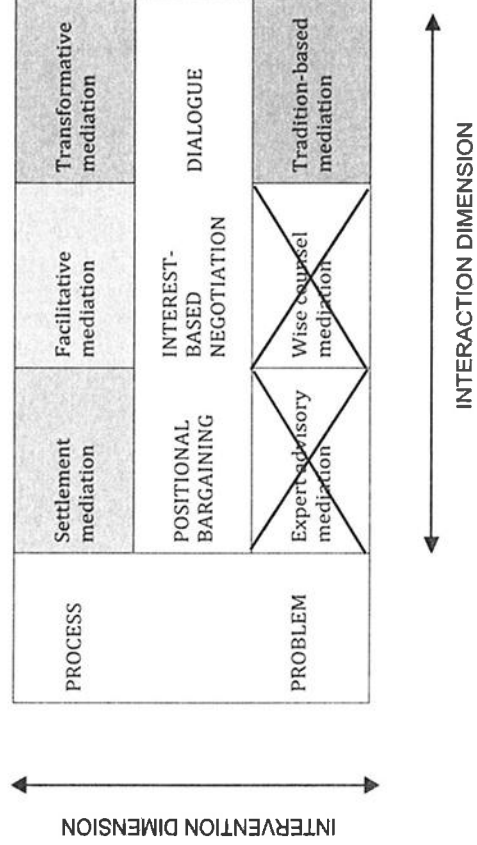 PROCESS
Settlement
mediation
Facilitative
mediation
Transformative
mediation
POSITIONAL
BARGAINING
INTEREST-
BASED
NEGOTIATION
DIALOGUE
PROBLEM
Expert advisory
mediation
Wise counsel
mediation
Tradition-based
mediation
INTERVENTION DIMENSION
INTERACTION DIMENSION